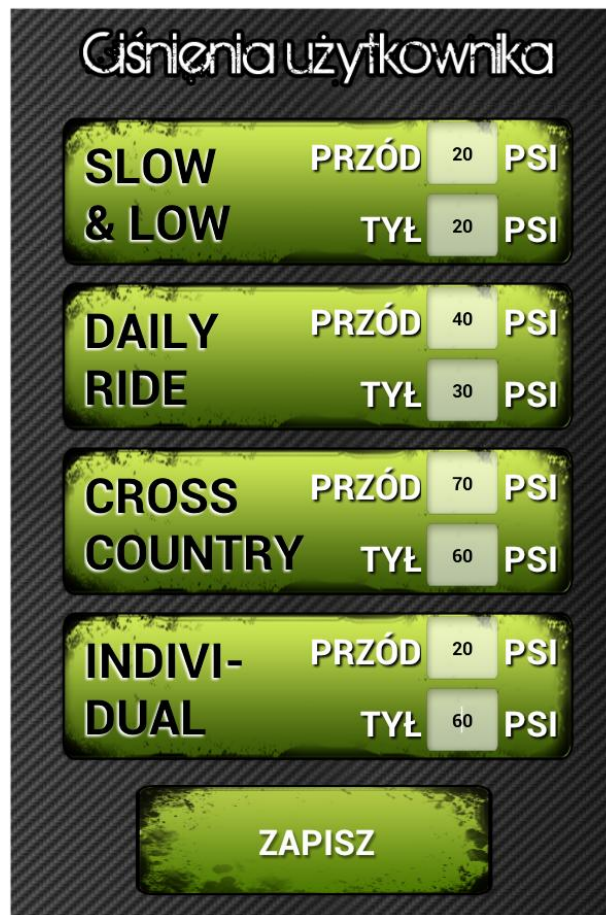 Ciśnienia użytkownika
SLOW
& LOW
PRZÓD 20 PSI
TYŁ 20 PSI
DAILY
RIDE
PRZÓD 40 PSI
TYŁ 30 PSI
CROSS
COUNTRY
PRZÓD 70 PSI
TYŁ 60 PSI
INDIVI-
DUAL
PRZÓD 20 PSI
TYŁ 60 PSI
ZAPISZ